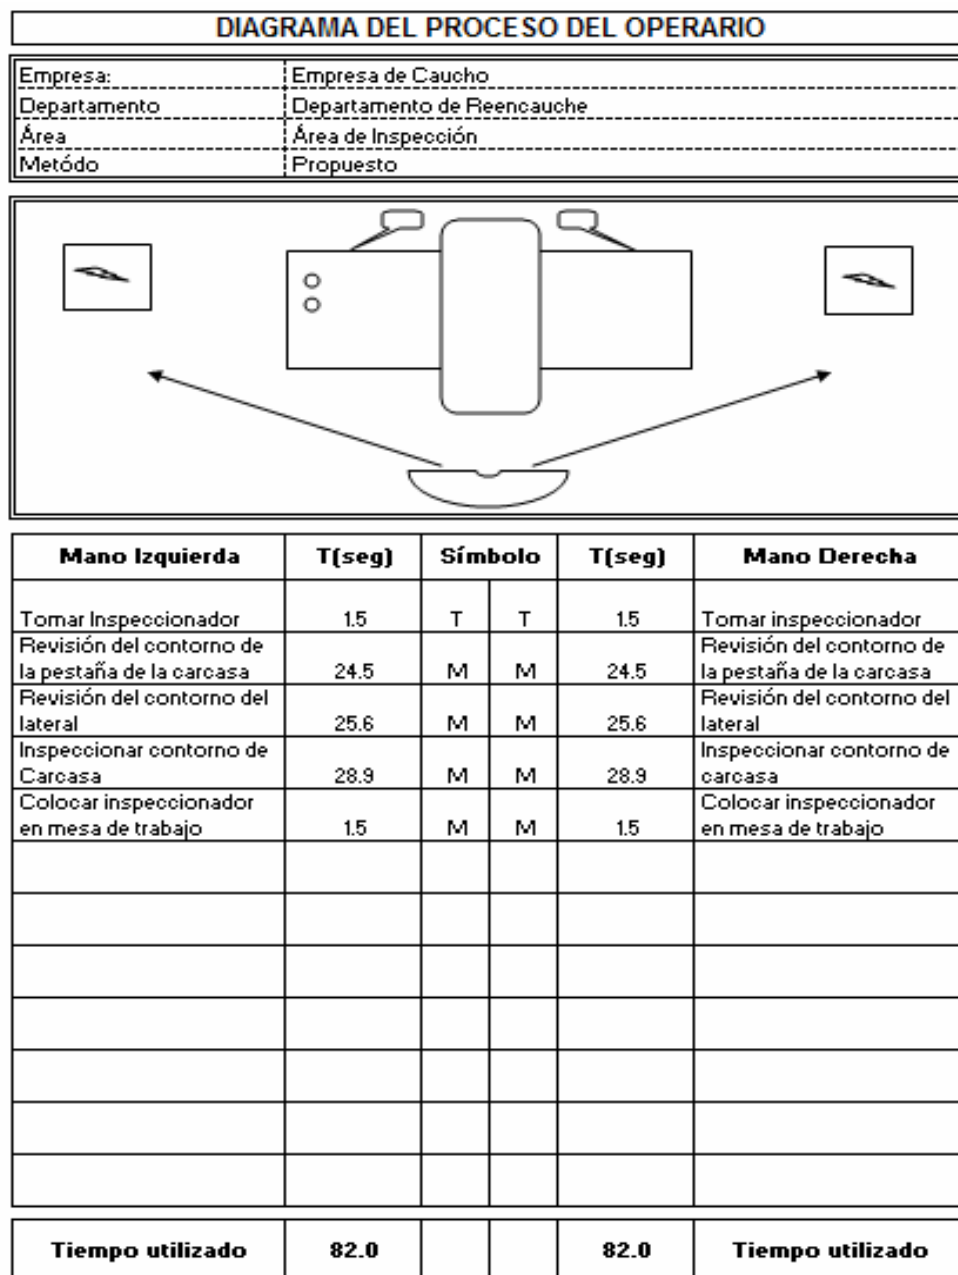 DIAGRAMA DEL PROCESO DEL OPERARIO
Empresa: Empresa de Caucho
Departamento Departamento de Reencauche
Área Área de Inspección
Metódo Propuesto
Mano Izquierda T(seg) Símbolo T(seg) Mano Derecha
Tomar Inspeccionador 1.5 T T 1.5 Tomar inspeccionador
Revisión del contorno de Revisión del contorno de
la pestaña de la carcasa 24.5 M M 24.5 la pestaña de la carcasa
Revisión del contorno del Revisión del contorno del
lateral 25.6 M M 25.6 lateral
Inspeccionar contorno de Inspeccionar contorno de
Carcasa 28.9 M M 28.9 carcasa
Colocar inspeccionador Colocar inspeccionador
en mesa de trabajo 1.5 M M 1.5 en mesa de trabajo
Tiempo utilizado 82.0 82.0 Tiempo utilizado